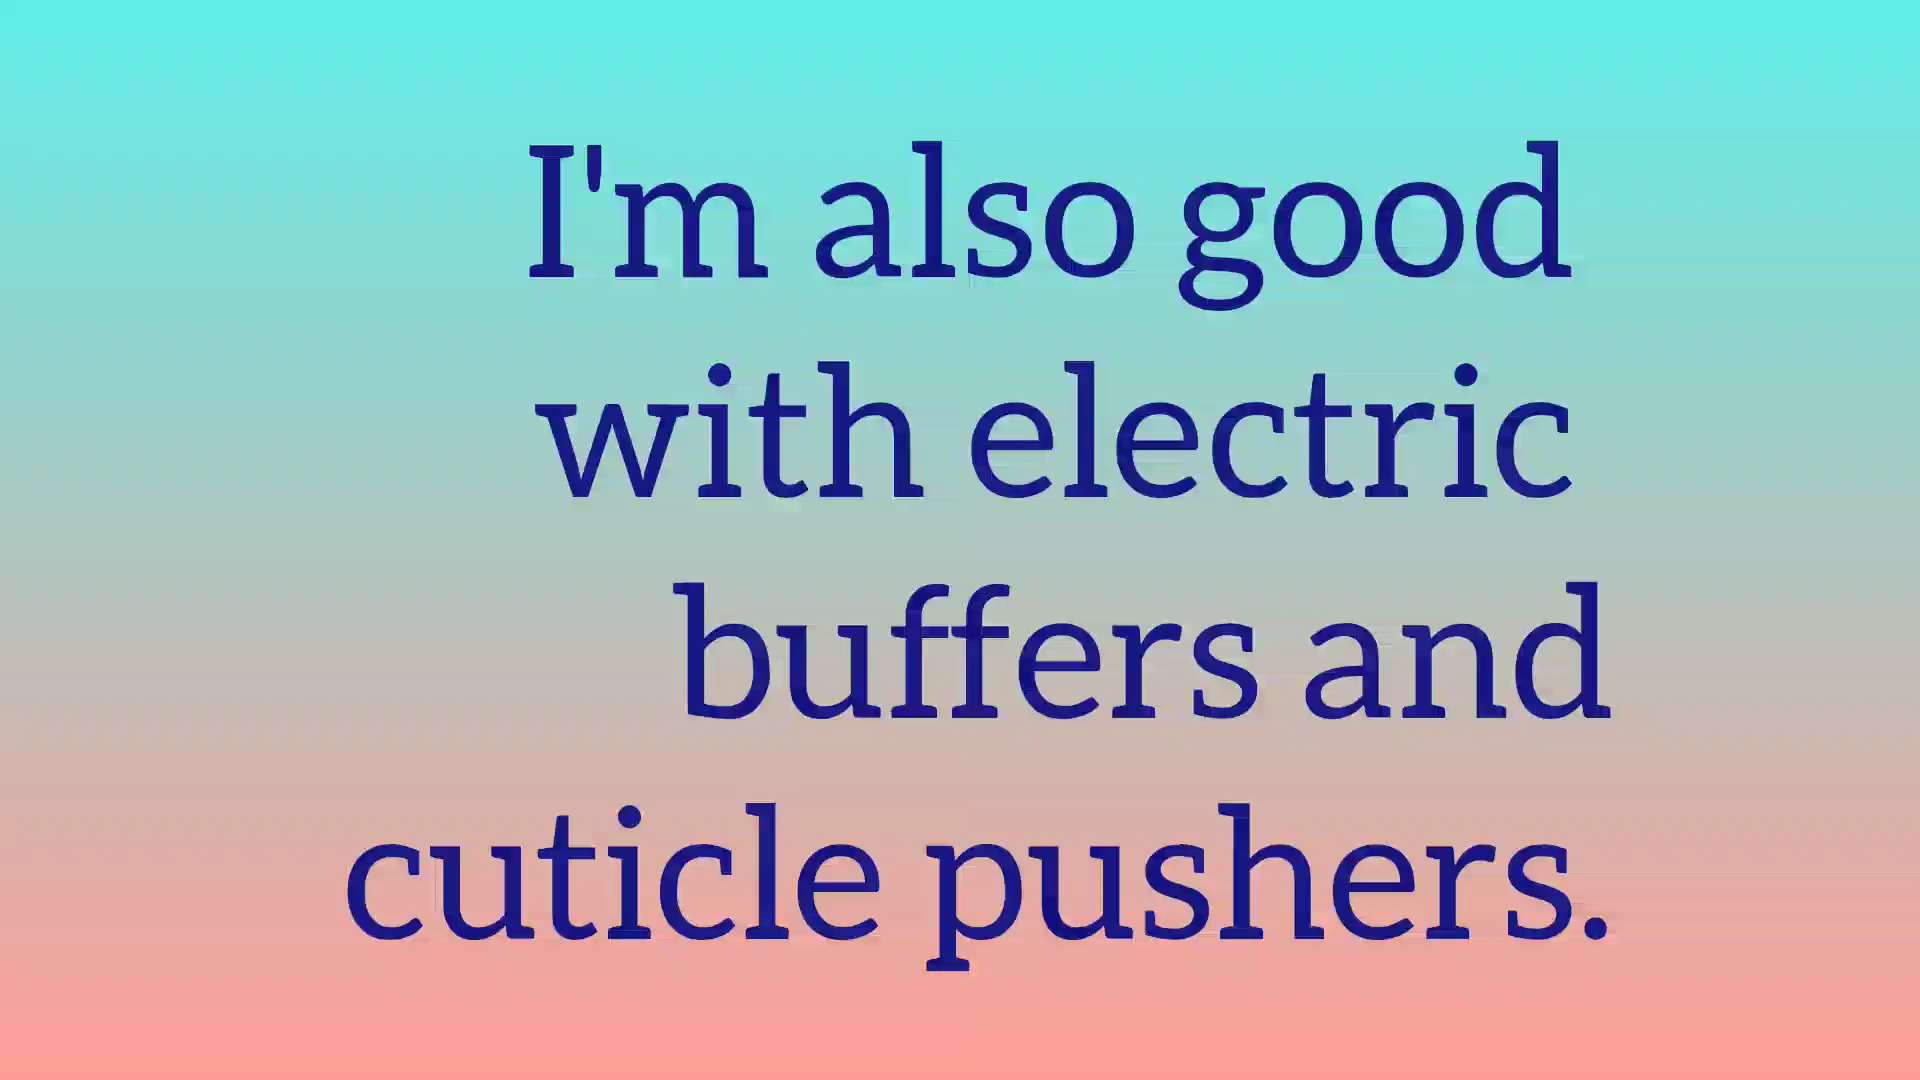 I'm also good
with electric
buffers and
cuticle pushers.